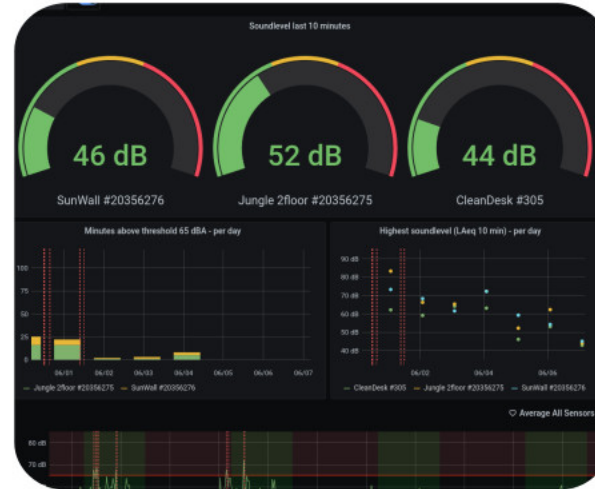 Soundlevel last 10 minutes
46 dB
52 dB
44 dB
SunWall #20356276
Jungle 2floor #20356275
CleanDesk #305
Minutes above threshold 65 dBA - per day
100
75
50
25
0
06/01
06/02
06/03
06/04
06/05
06/06
06/07
Jungle 2floor #20356275
SunWall #20356276
Highest soundlevel (LAeq 10 min) - per day
90 dB
80 dB
70 dB
60 dB
50 dB
40 dB
06/02
06/04
06/06
CleanDesk #305
Jungle 2floor #20356275
SunWall #20356276
Average All Sensors
80 dB
70 dB